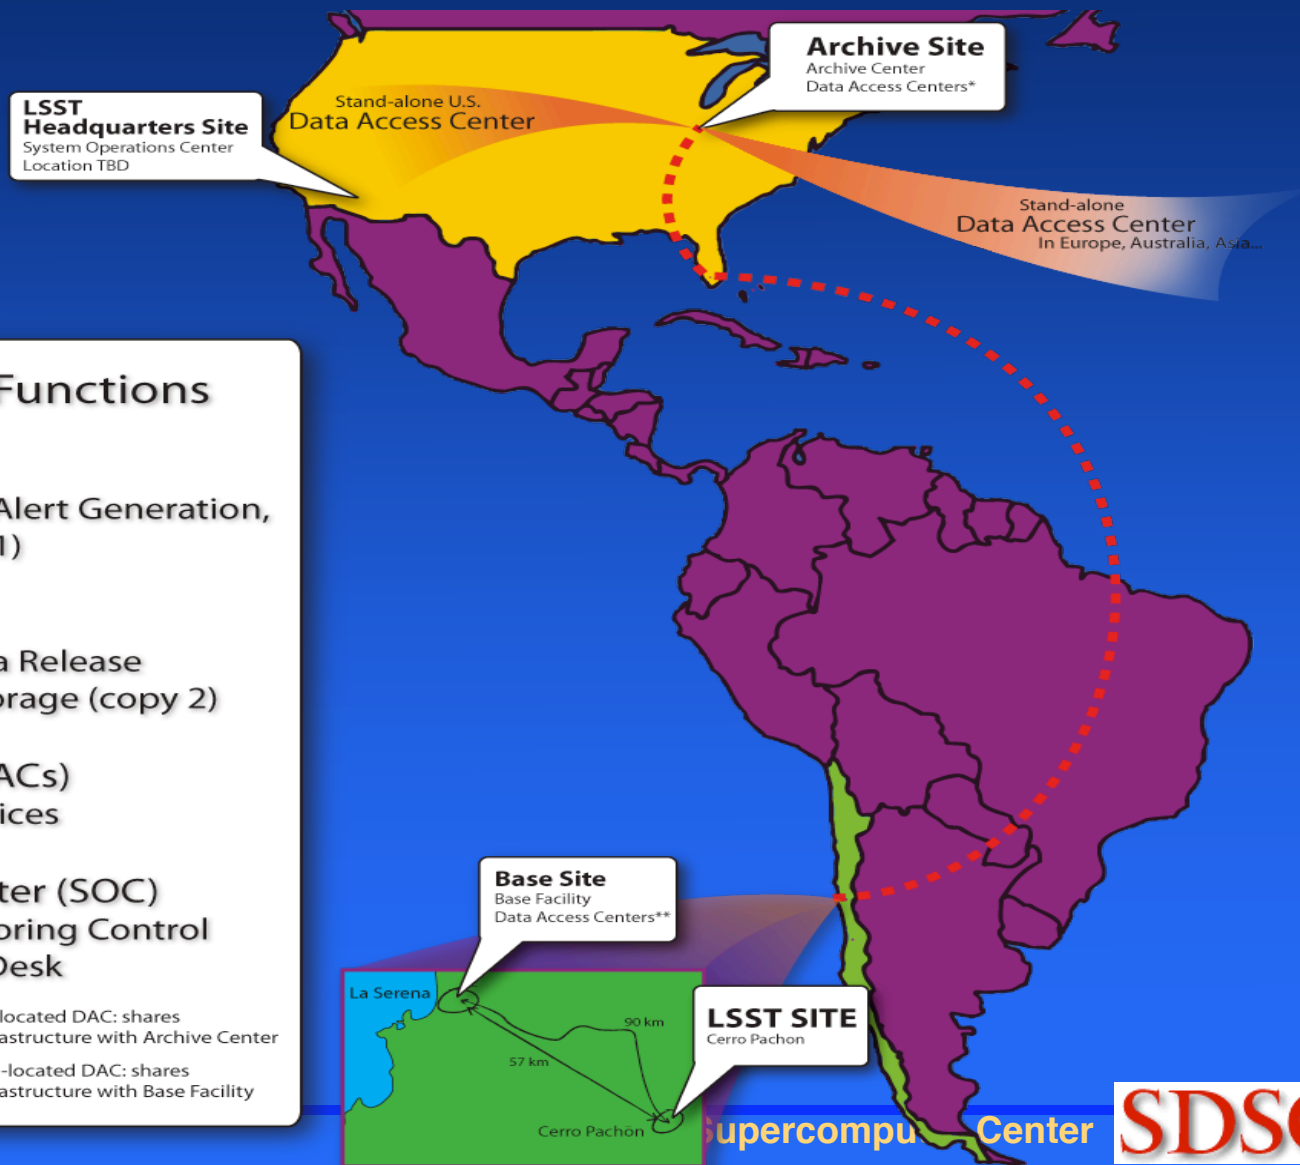 Archive Site
Archive Center
Data Access Centers*
LSST
Headquarters Site
System Operations Center
Location TBD
Stand-alone U.S.
Data Access Center
Stand-alone
Data Access Center
In Europe, Australia, Asia...
Functions
Alert Generation,
1)
a Release
orage (copy 2)
ACs)
ices
ter (SOC)
oring Control
Desk
located DAC: shares
astructure with Archive Center
-located DAC: shares
astructure with Base Facility
Base Site
Base Facility
Data Access Centers**
La Serena
90 km
57 km
Cerro Pachön
LSST SITE
Cerro Pachon
upercompu Center
SDS